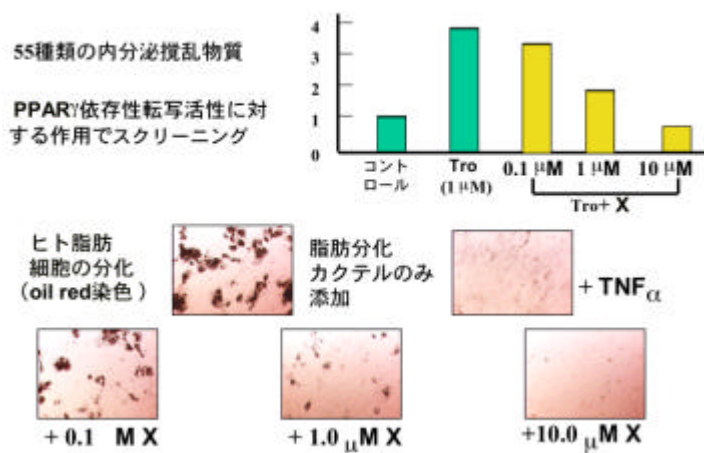 55種類の内分泌撹乱物質
PPARγ依存性転写活性に対
する作用でスクリーニング
4
3
2
1
0
コント
ロール
Tro
(1 μM)
0.1 μM
1 μM
10 μM
Tro+ X
ヒト脂肪
細胞の分化
(oil red染色 )
脂肪分化
カクテルのみ
添加
+ TNFα
+ 0.1 M X
+ 1.0 μM X
+10.0 μM X